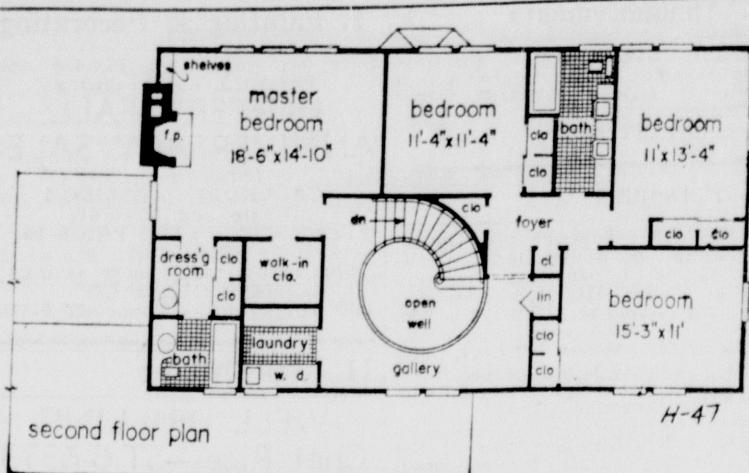 shelves
f.p.
master
bedroom
18'-6"x14'-10"
bedroom
11'-4"x11'-4"
clo
clo
bath
bedroom
11'x13'-4"
clo
clo
dn
clo
foyer
dress'g
room
clo
clo
walk-in
clo.
open
well
cl.
lin
bedroom
15'-3"x11'
bath
laundry
w. d.
gallery
clo
clo
second floor plan
H-47